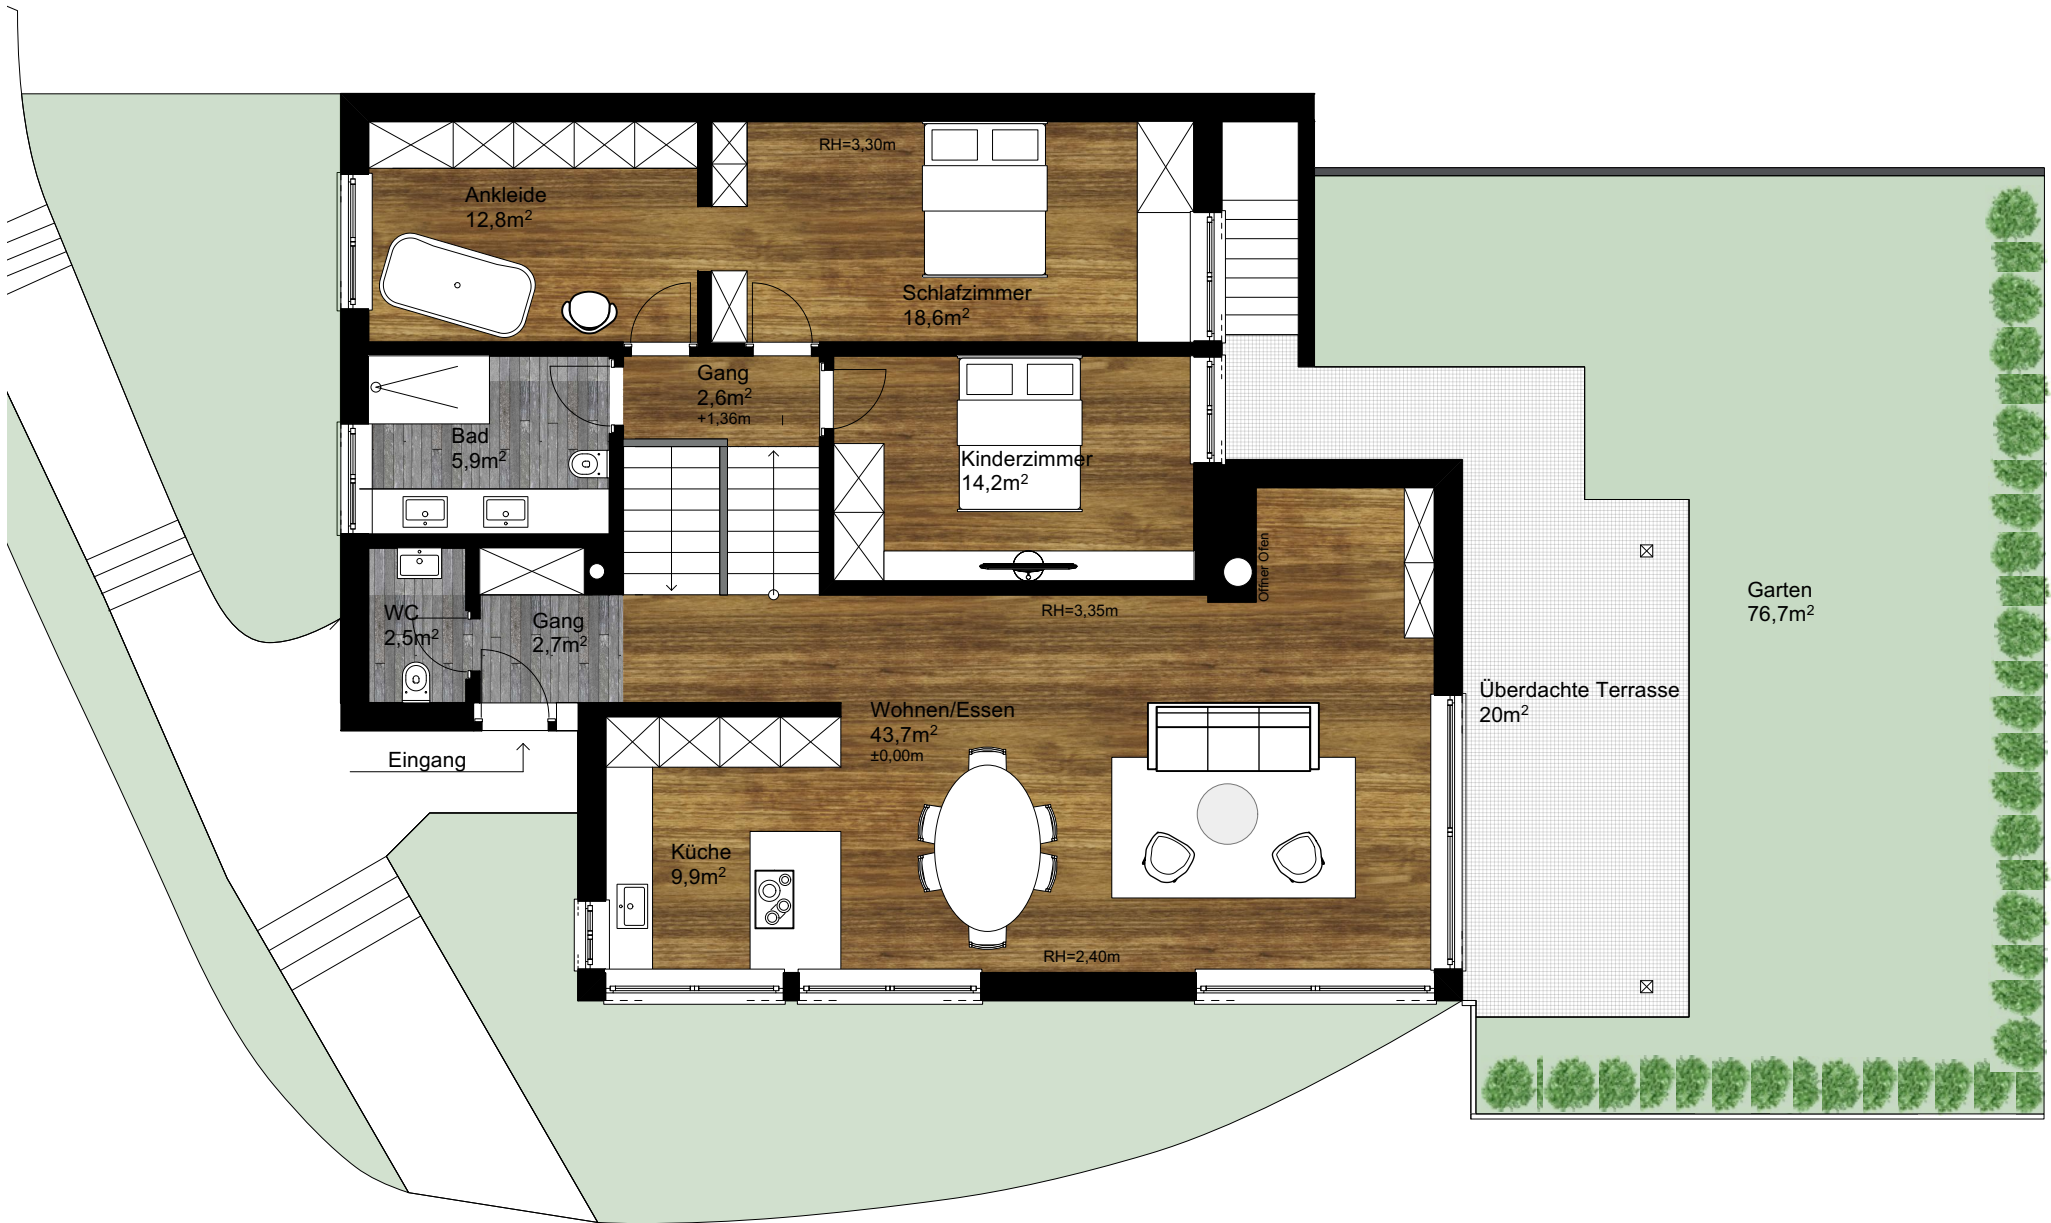 RH=3,30m
Ankleide
12,8m²
Schlafzimmer
18,6m²
Gang
2,6m²
+1,36m
Bad
5,9m²
Kinderzimmer
14,2m²
Offner Ofen
RH=3,35m
WC
2,5m²
Gang
2,7m²
Garten
76,7m²
Überdachte Terrasse
20m²
Wohnen/Essen
43,7m²
±0,00m
Eingang
Küche
9,9m²
RH=2,40m